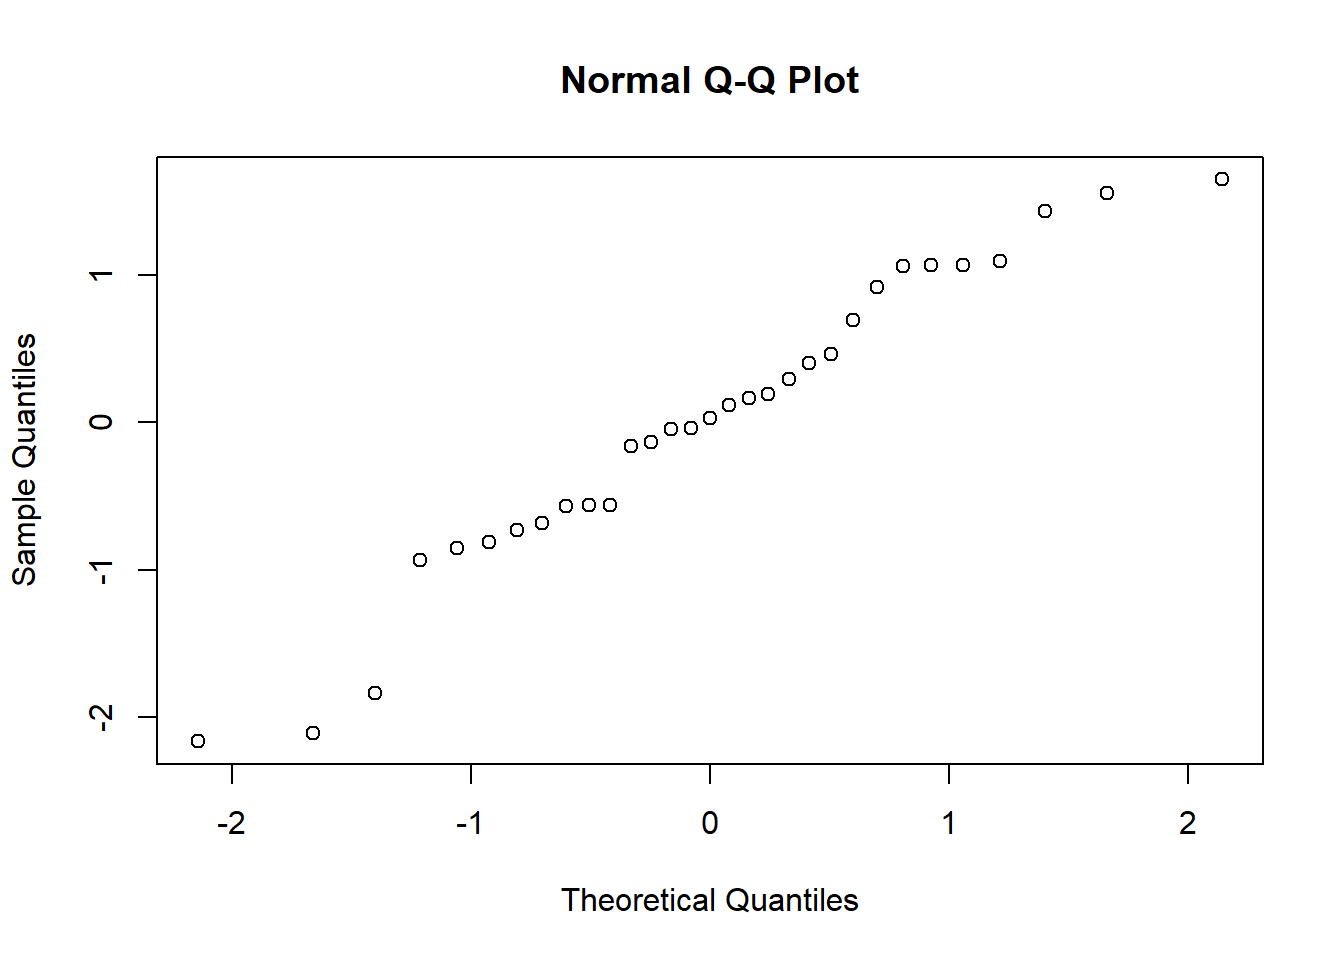 Normal Q-Q Plot
1
0
-1
-2
Sample Quantiles
-2 -1 0 1 2
Theoretical Quantiles